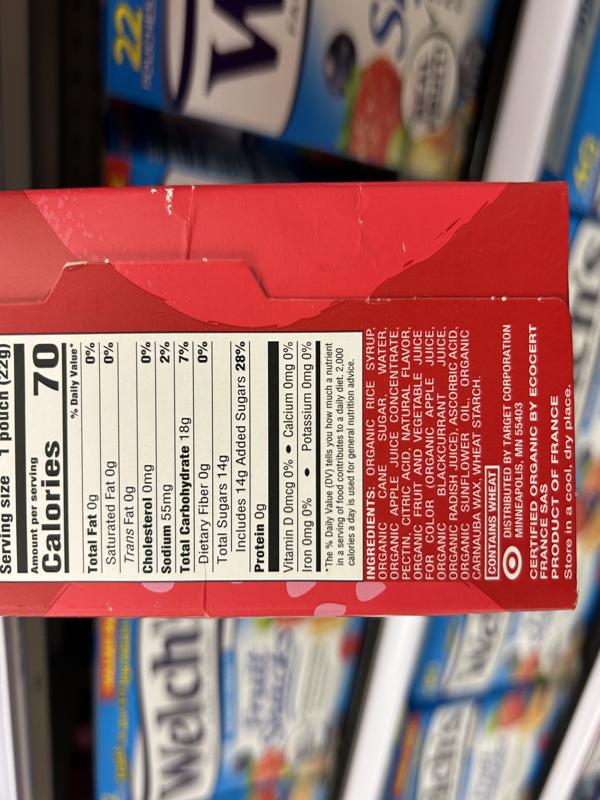 Serving size 1 pouch (22g)
Amount per serving
Calories 70
% Daily Value*
Total Fat 0g 0%
Saturated Fat 0g 0%
Trans Fat 0g
Cholesterol 0mg 0%
Sodium 55mg 2%
Total Carbohydrate 18g 7%
Dietary Fiber 0g 0%
Total Sugars 14g
Includes 14g Added Sugars 28%
Protein 0g
Vitamin D 0mcg 0% • Calcium 0mg 0%
Iron 0mg 0% • Potassium 0mg 0%
*The % Daily Value (DV) tells you how much a nutrient
in a serving of food contributes to a daily diet. 2,000
calories a day is used for general nutrition advice.
INGREDIENTS: ORGANIC RICE SYRUP,
ORGANIC CANE SUGAR, WATER,
ORGANIC APPLE JUICE CONCENTRATE,
PECTIN, CITRIC ACID, NATURAL FLAVOR,
ORGANIC FRUIT AND VEGETABLE JUICE
FOR COLOR (ORGANIC APPLE JUICE,
ORGANIC BLACKCURRANT JUICE,
ORGANIC RADISH JUICE), ASCORBIC ACID,
ORGANIC SUNFLOWER OIL, ORGANIC
CARNAUBA WAX, WHEAT STARCH.
CONTAINS WHEAT
DISTRIBUTED BY TARGET CORPORATION
MINNEAPOLIS, MN 55403
CERTIFIED ORGANIC BY ECOCERT
FRANCE SAS
PRODUCT OF FRANCE
Store in a cool, dry place.
22
POUCHES
Welch's
Fruit
Snacks